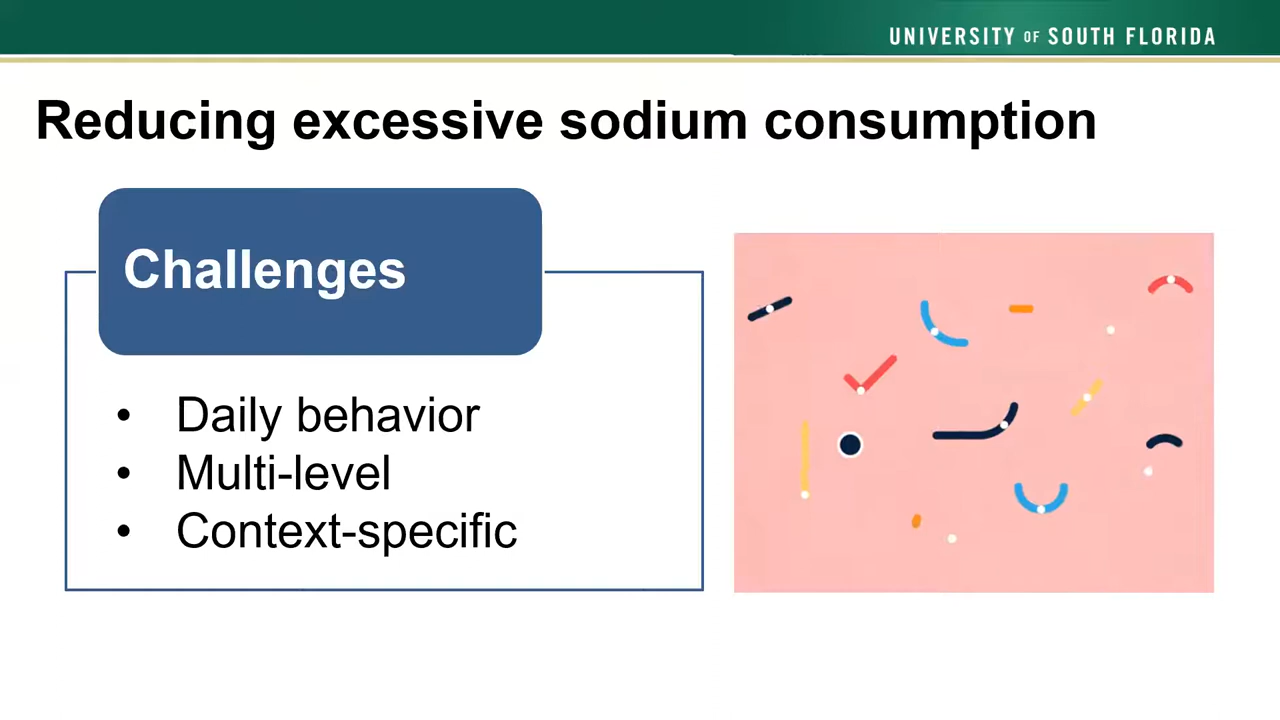 UNIVERSITY OF SOUTH FLORIDA
Reducing excessive sodium consumption
Challenges
• Daily behavior
• Multi-level
• Context-specific